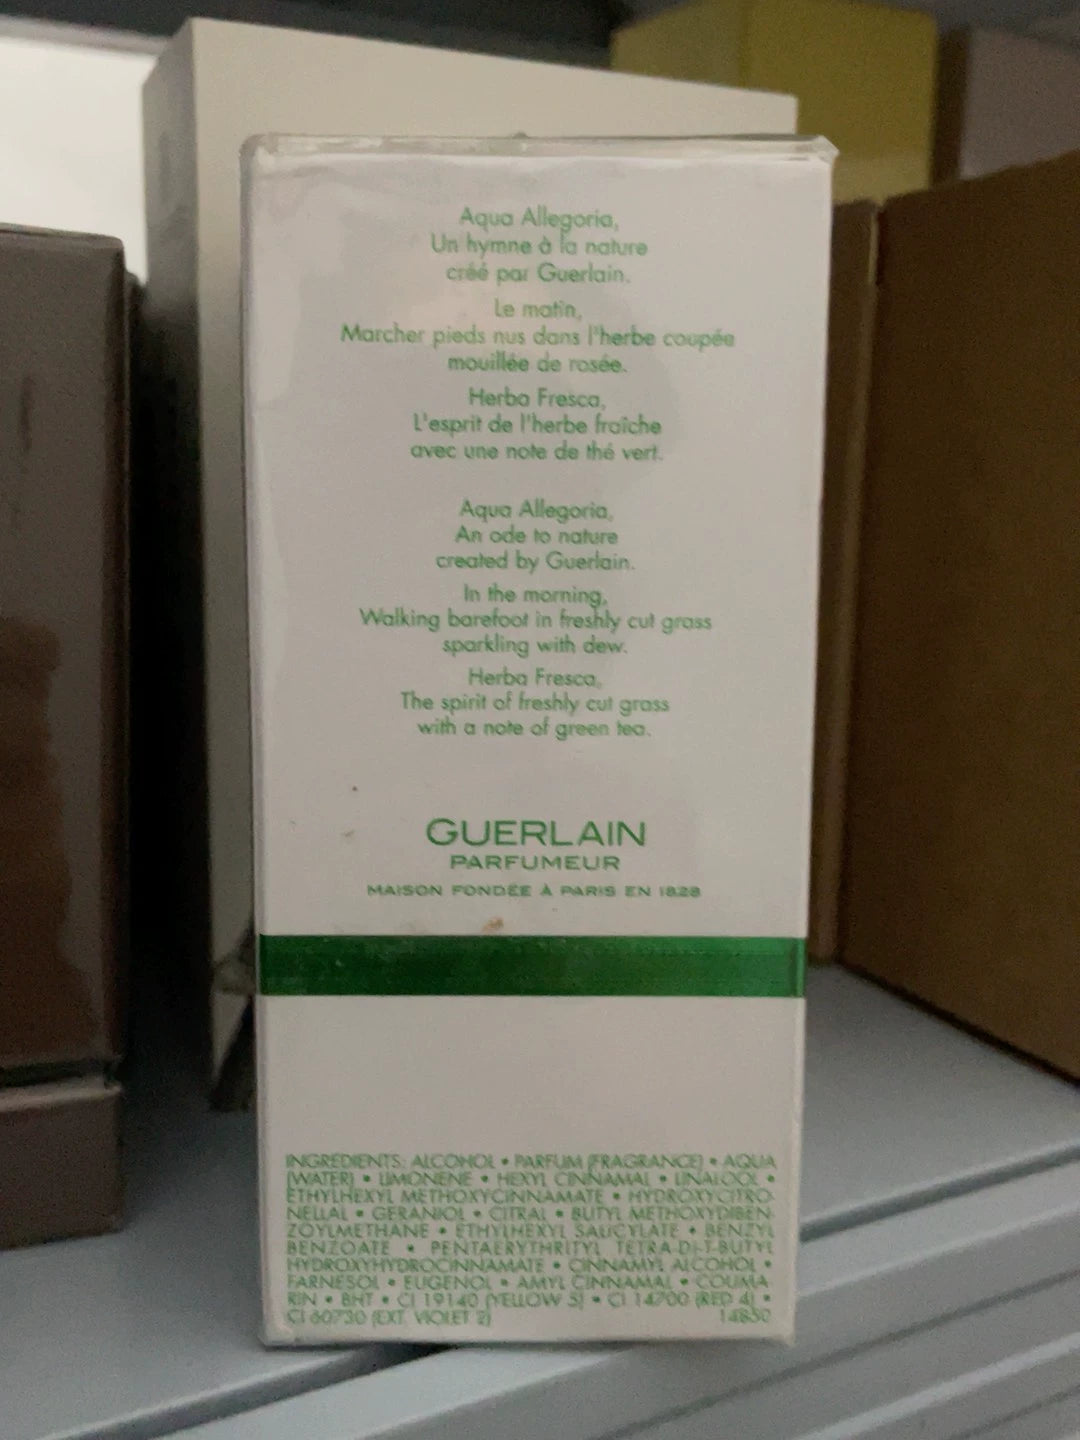 Aqua Allegoria,
Un hymne à la nature
créé par Guerlain.
Le matin,
Marcher pieds nus dans l'herbe coupée
mouillée de rosée.
Herba Fresca,
L'esprit de l'herbe fraîche
avec une note de thé vert.
Aqua Allegoria,
An ode to nature
created by Guerlain.
In the morning,
Walking barefoot in freshly cut grass
sparkling with dew.
Herba Fresca,
The spirit of freshly cut grass
with a note of green tea.
GUERLAIN
PARFUMEUR
MAISON FONDÉE À PARIS EN 1828
INGREDIENTS: ALCOHOL • PARFUM (FRAGRANCE) • AQUA
(WATER) • LIMONENE • HEXYL CINNAMAL • LINALOOL •
ETHYLHEXYL METHOXYCINNAMATE • HYDROXYCITRO-
NELLAL • GERANIOL • CITRAL • BUTYL METHOXYDIBEN-
ZOYLMETHANE • ETHYLHEXYL SALICYLATE • BENZYL
BENZOATE • PENTAERYTHRITYL TETRA-DI-T-BUTYL
HYDROXYHYDROCINNAMATE • CINNAMYL ALCOHOL •
FARNESOL • EUGENOL • AMYL CINNAMAL • COUMA-
RIN • BHT • CI 19140 (YELLOW 5) • CI 14700 (RED 4) •
CI 60730 (EXT. VIOLET 2) 14850